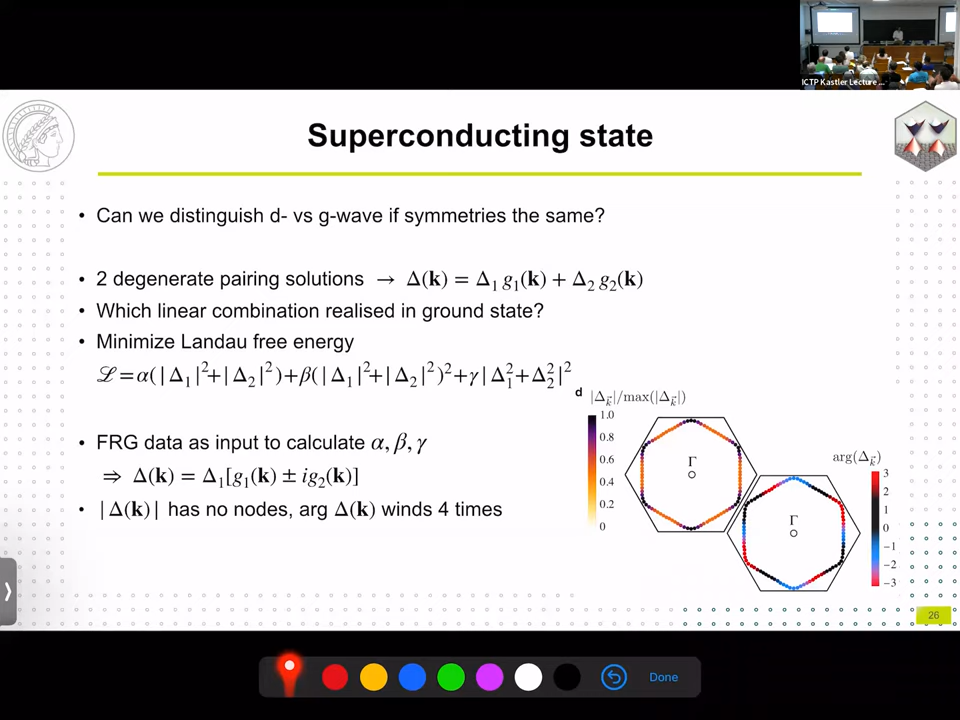 ICTP Kastler Lecture ...
Superconducting state
• Can we distinguish d- vs g-wave if symmetries the same?
• 2 degenerate pairing solutions → Δ(k) = Δ₁ g₁(k) + Δ₂ g₂(k)
• Which linear combination realised in ground state?
• Minimize Landau free energy
ℒ=α(|Δ₁|²+|Δ₂|²)+β(|Δ₁|²+|Δ₂|²)²+γ|Δ₁²+Δ₂²|²
• FRG data as input to calculate α, β, γ
⇒ Δ(k) = Δ₁[g₁(k) ± ig₂(k)]
• |Δ(k)| has no nodes, arg Δ(k) winds 4 times
d |Δ_k⃗|/max(|Δ_k⃗|)
1.0
0.8
0.6
0.4
0.2
0
Γ
arg(Δ_k⃗)
3
2
1
0
−1
−2
−3
Γ
26
Done